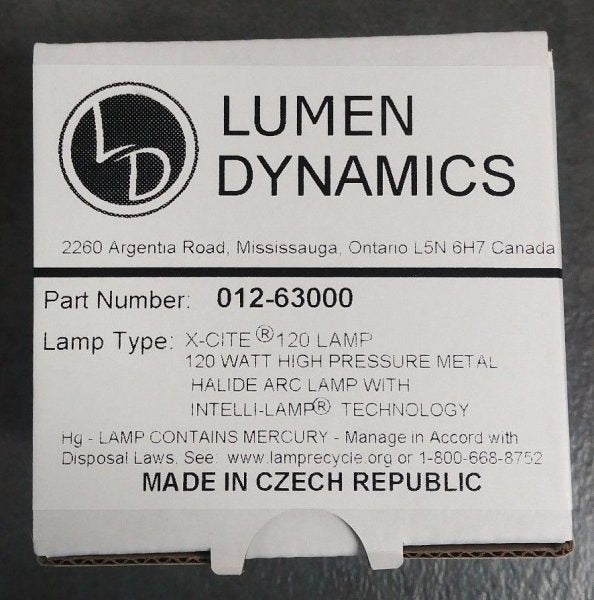 LD
LUMEN
DYNAMICS
2260 Argentia Road, Mississauga, Ontario L5N 6H7 Canada
Part Number: 012-63000
Lamp Type: X-CITE® 120 LAMP
120 WATT HIGH PRESSURE METAL
HALIDE ARC LAMP WITH
INTELLI-LAMP® TECHNOLOGY
Hg - LAMP CONTAINS MERCURY - Manage in Accord with
Disposal Laws. See: www.lamprecycle.org or 1-800-668-8752
MADE IN CZECH REPUBLIC